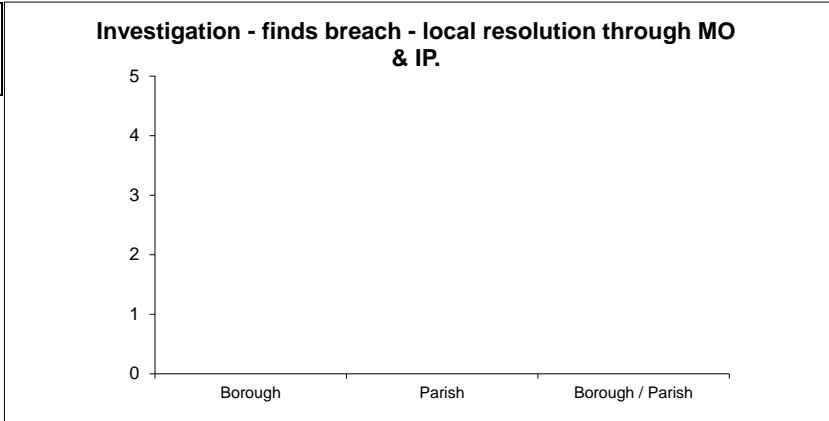 Investigation - finds breach - local resolution through MO
& IP.
5
4
3
2
1
0
Borough Parish Borough / Parish